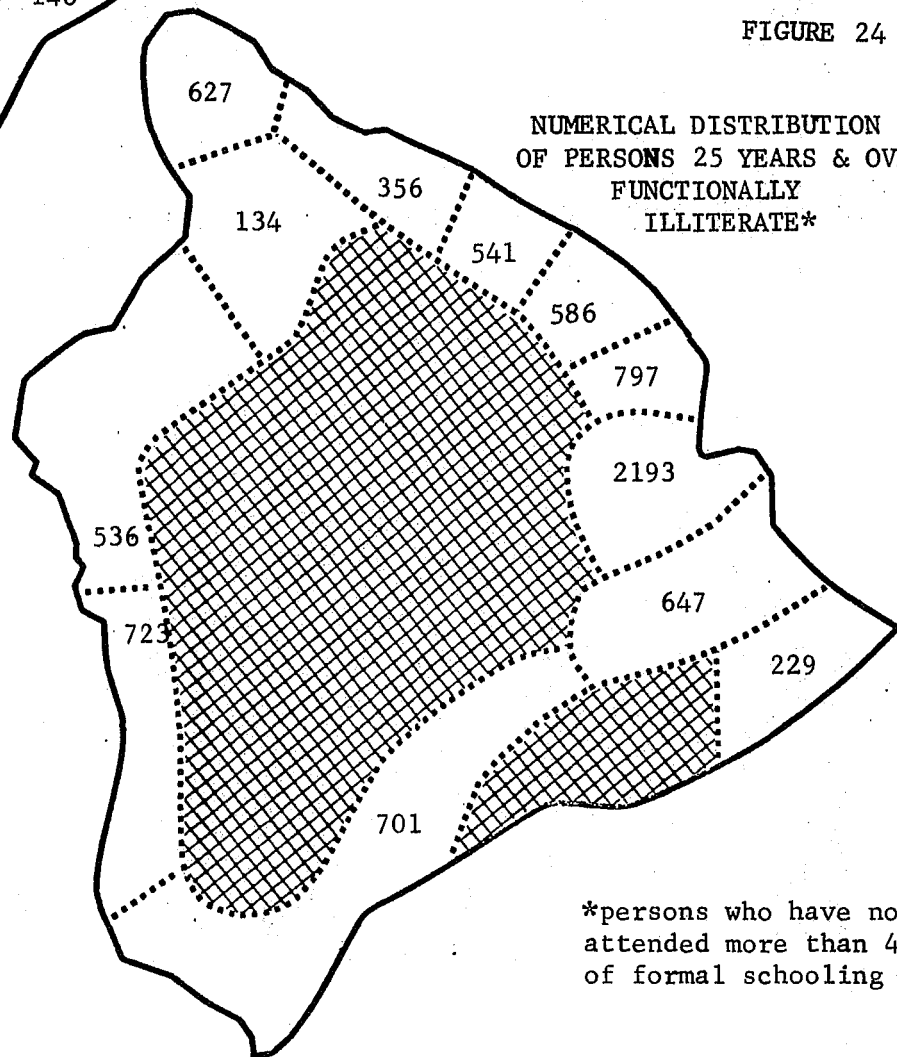 140
FIGURE 24
NUMERICAL DISTRIBUTION
OF PERSONS 25 YEARS & OV
FUNCTIONALLY
ILLITERATE*
627
134
356
541
586
797
2193
536
647
723
229
701
*persons who have no
attended more than 4
of formal schooling